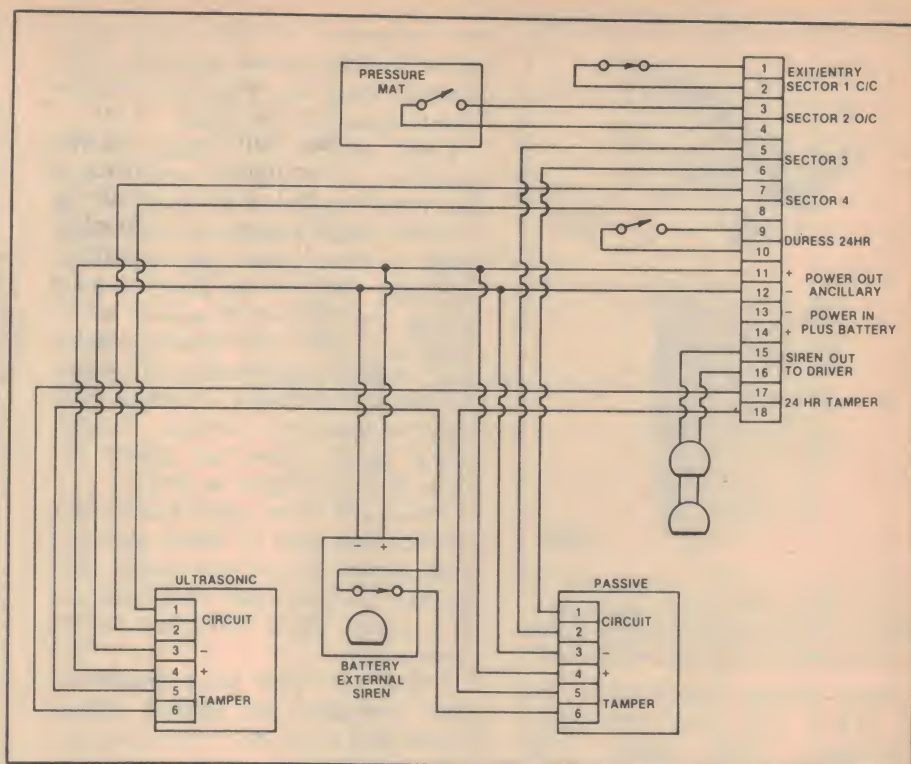 PRESSURE
MAT
1
EXIT/ENTRY
2
SECTOR 1 C/C
3
SECTOR 2 O/C
4
5
SECTOR 3
6
7
SECTOR 4
8
9
DURESS 24HR
10
11 +
POWER OUT
ANCILLARY
12 −
13 −
POWER IN
PLUS BATTERY
14 +
15
SIREN OUT
TO DRIVER
16
17
24 HR TAMPER
18
ULTRASONIC
1
CIRCUIT
2
3 −
4 +
5
TAMPER
6
− +
BATTERY
EXTERNAL
SIREN
PASSIVE
1
CIRCUIT
2
3 −
4 +
5
TAMPER
6